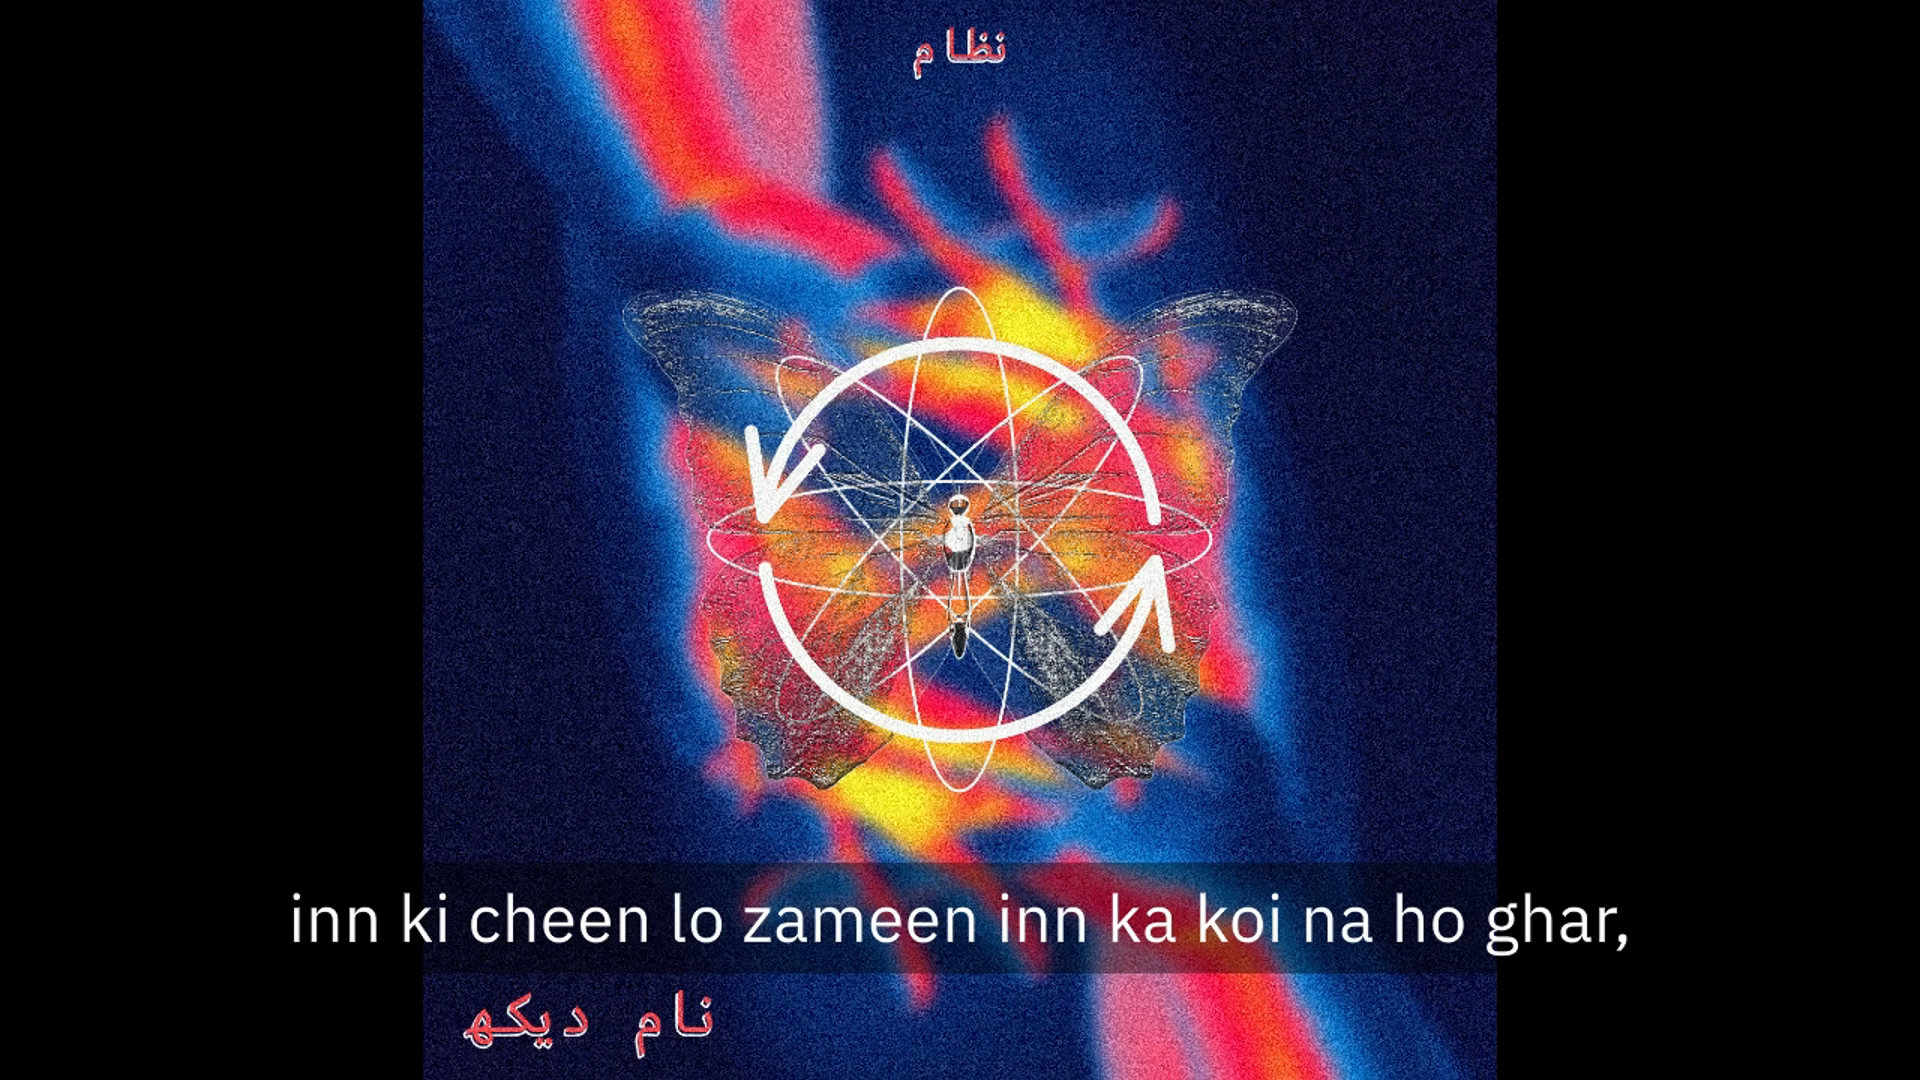 نظام
inn ki cheen lo zameen inn ka koi na ho ghar,
نام دیکھ